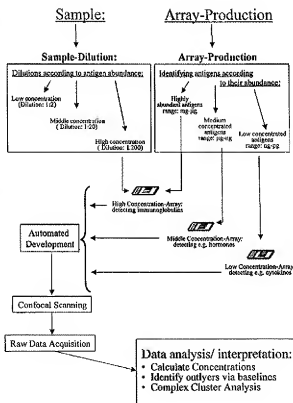 Sample:
Array-Production
Sample-Dilution:
Dilutions according to antigen abundance:
Low concentration
(Dilution: 1:2)
Middle concentration
( Dilution: 1:20)
High concentration
( Dilution: 1:200)
Array-Production
Identifying antigens according
to their abundance:
Highly
abundant antigens
range: mg-µg
Medium
concentrated
antigens
range: µg-ng
Low concentrated
antigens
range: ng-pg
High Concentration-Array:
detecting immunoglobulins
Automated
Development
Middle Concentration-Array:
detecting e.g. hormones
Low Concentration-Array:
detecting e.g. cytokines
Confocal Scanning
Raw Data Acquisition
Data analysis/ interpretation:
• Calculate Concentrations
• Identify outlyers via baselines
• Complex Cluster Analysis